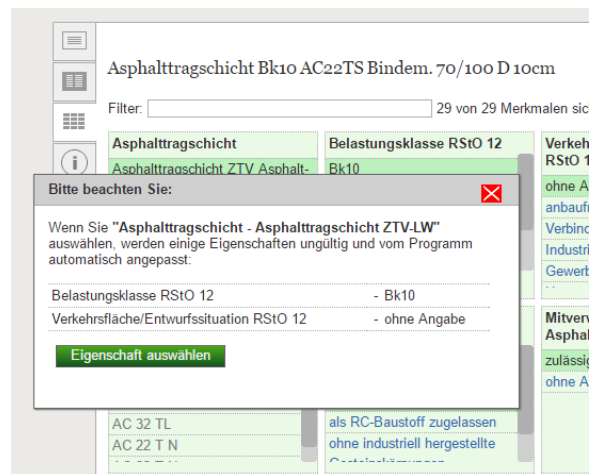 Asphalttragschicht Bk10 AC22TS Bindem. 70/100 D 10cm
Filter:
29 von 29 Merkmalen sic
Asphalttragschicht
Belastungsklasse RStO 12
Verkeh
RStO 1
Asphalttragschicht ZTV Asphalt-
Bk10
ohne A
anbaufr
Verbind
Industri
Gewerb
Bitte beachten Sie:
Wenn Sie "Asphalttragschicht - Asphalttragschicht ZTV-LW"
auswählen, werden einige Eigenschaften ungültig und vom Programm
automatisch angepasst:
Belastungsklasse RStO 12 - Bk10
Verkehrsfläche/Entwurfssituation RStO 12 - ohne Angabe
Eigenschaft auswählen
Mitverv
Asphal
zulässig
ohne A
AC 32 TL
AC 22 T N
als RC-Baustoff zugelassen
ohne industriell hergestellte